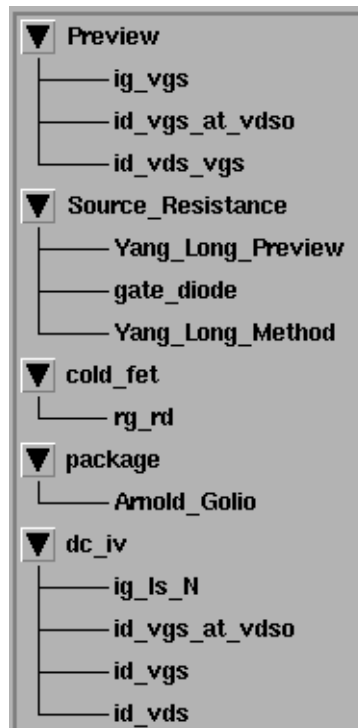 Preview
ig_vgs
id_vgs_at_vdso
id_vds_vgs
Source_Resistance
Yang_Long_Preview
gate_diode
Yang_Long_Method
cold_fet
rg_rd
package
Arnold_Golio
dc_iv
ig_Is_N
id_vgs_at_vdso
id_vgs
id_vds